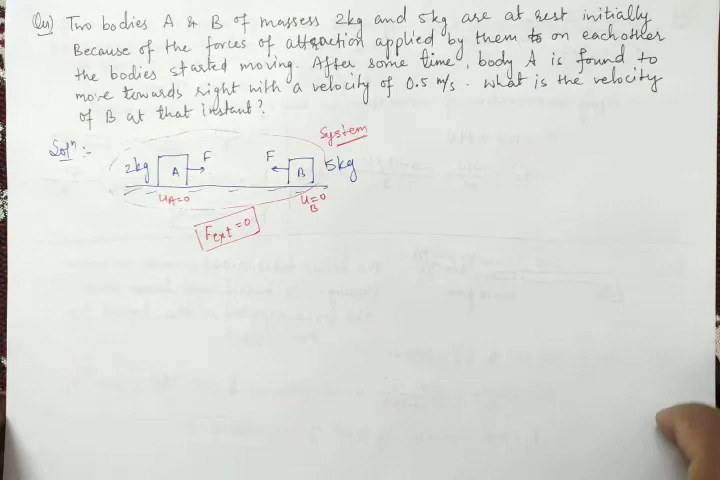 Qu) Two bodies A & B of massess 2kg and 5kg are at rest initially
Because of the forces of attraction applied by them to on eachother
the bodies started moving. After some time, body A is found to
move towards right with a velocity of 0.5 m/s. What is the velocity
of B at that instant?
System
Solⁿ :-
2kg A F F B 5kg
uA=0 u=0
B
Fext = 0